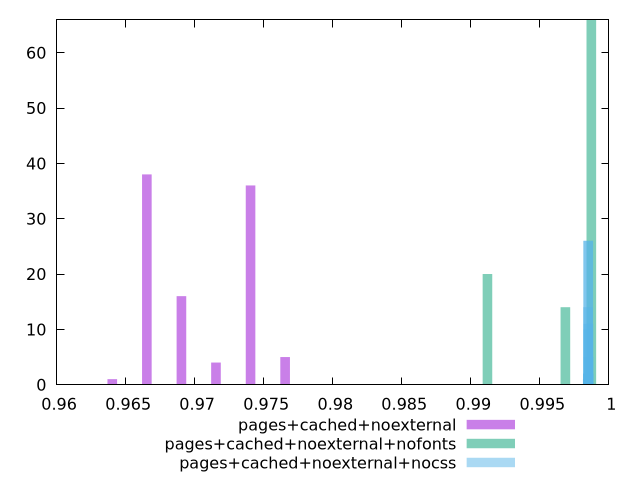 60
50
40
30
20
10
0
0.96 0.965 0.97 0.975 0.98 0.985 0.99 0.995 1
pages+cached+noexternal
pages+cached+noexternal+nofonts
pages+cached+noexternal+nocss